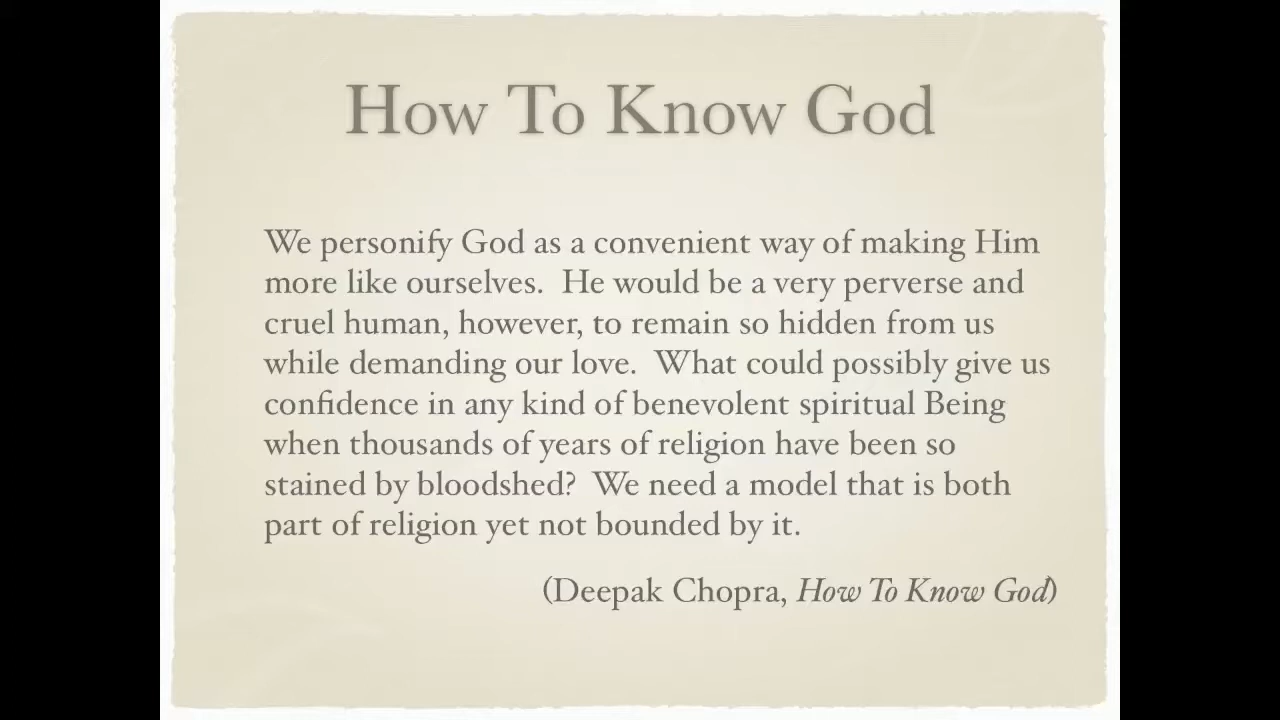 How To Know God
We personify God as a convenient way of making Him
more like ourselves.  He would be a very perverse and
cruel human, however, to remain so hidden from us
while demanding our love.  What could possibly give us
confidence in any kind of benevolent spiritual Being
when thousands of years of religion have been so
stained by bloodshed?  We need a model that is both
part of religion yet not bounded by it.
(Deepak Chopra, How To Know God)